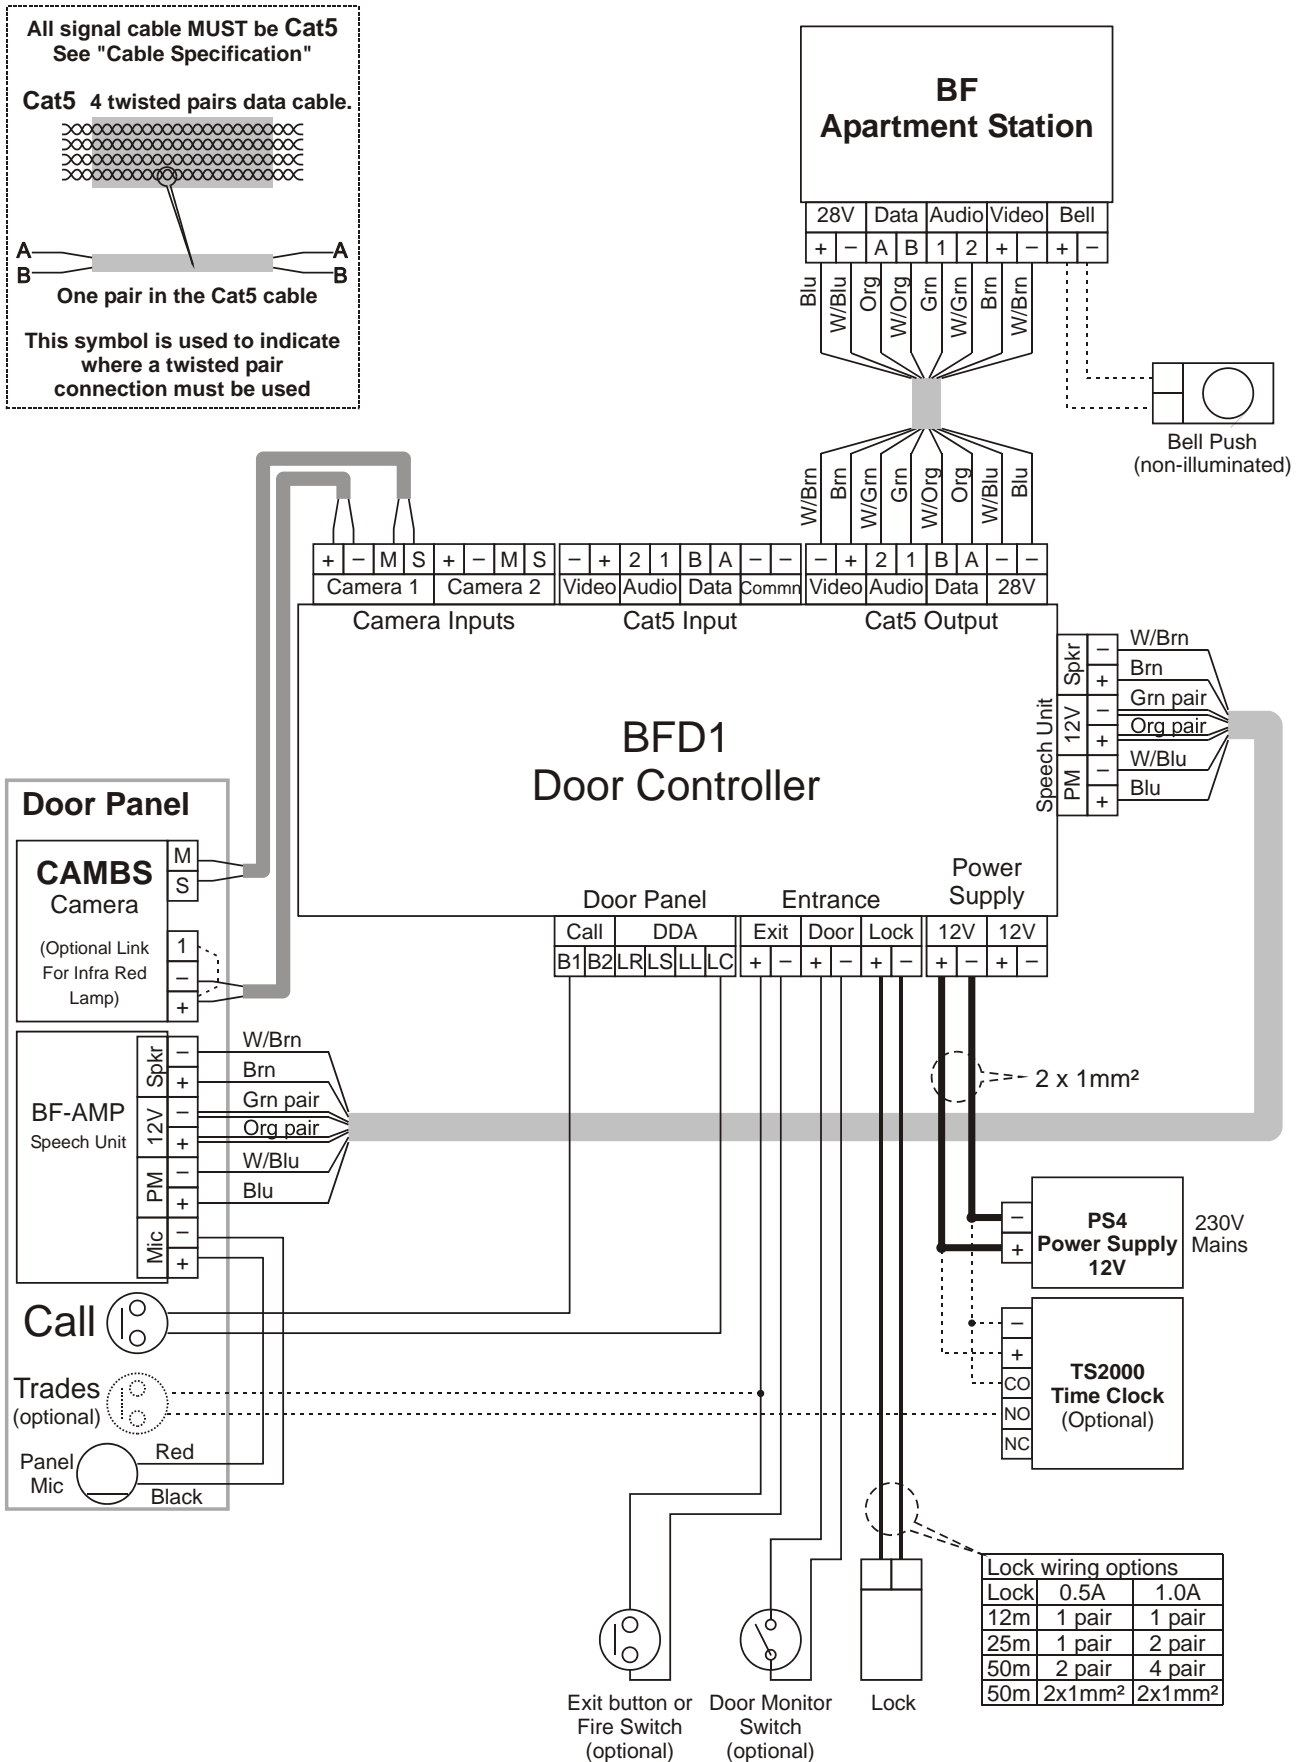 All signal cable MUST be Cat5
See "Cable Specification"
Cat5 4 twisted pairs data cable.
A A
B B
One pair in the Cat5 cable
This symbol is used to indicate
where a twisted pair
connection must be used
BF
Apartment Station
28V Data Audio Video Bell
+ − A B 1 2 + − + −
Blu W/Blu Org W/Org Grn W/Grn Brn W/Brn
Bell Push
(non-illuminated)
W/Brn Brn W/Grn Grn W/Org Org W/Blu Blu
+ − M S + − M S − + 2 1 B A − − − + 2 1 B A − −
Camera 1 Camera 2 Video Audio Data Commn Video Audio Data 28V
Camera Inputs Cat5 Input Cat5 Output
BFD1
Door Controller
Speech Unit
Spkr 12V PM
− + − + − +
W/Brn
Brn
Grn pair
Org pair
W/Blu
Blu
Power
Supply
Door Panel Entrance
Call DDA Exit Door Lock 12V 12V
B1 B2 LR LS LL LC + − + − + − + − + −
Door Panel
CAMBS
Camera
M
S
(Optional Link
For Infra Red
Lamp)
1
−
+
BF-AMP
Speech Unit
Spkr 12V PM Mic
− + − + − + − +
W/Brn
Brn
Grn pair
Org pair
W/Blu
Blu
2 x 1mm²
Call
Trades
(optional)
Panel
Mic
Red
Black
−
+
PS4
Power Supply
12V
230V
Mains
−
+
CO
NO
NC
TS2000
Time Clock
(Optional)
Exit button or
Fire Switch
(optional)
Door Monitor
Switch
(optional)
Lock
Lock wiring options
Lock 0.5A 1.0A
12m 1 pair 1 pair
25m 1 pair 2 pair
50m 2 pair 4 pair
50m 2x1mm² 2x1mm²